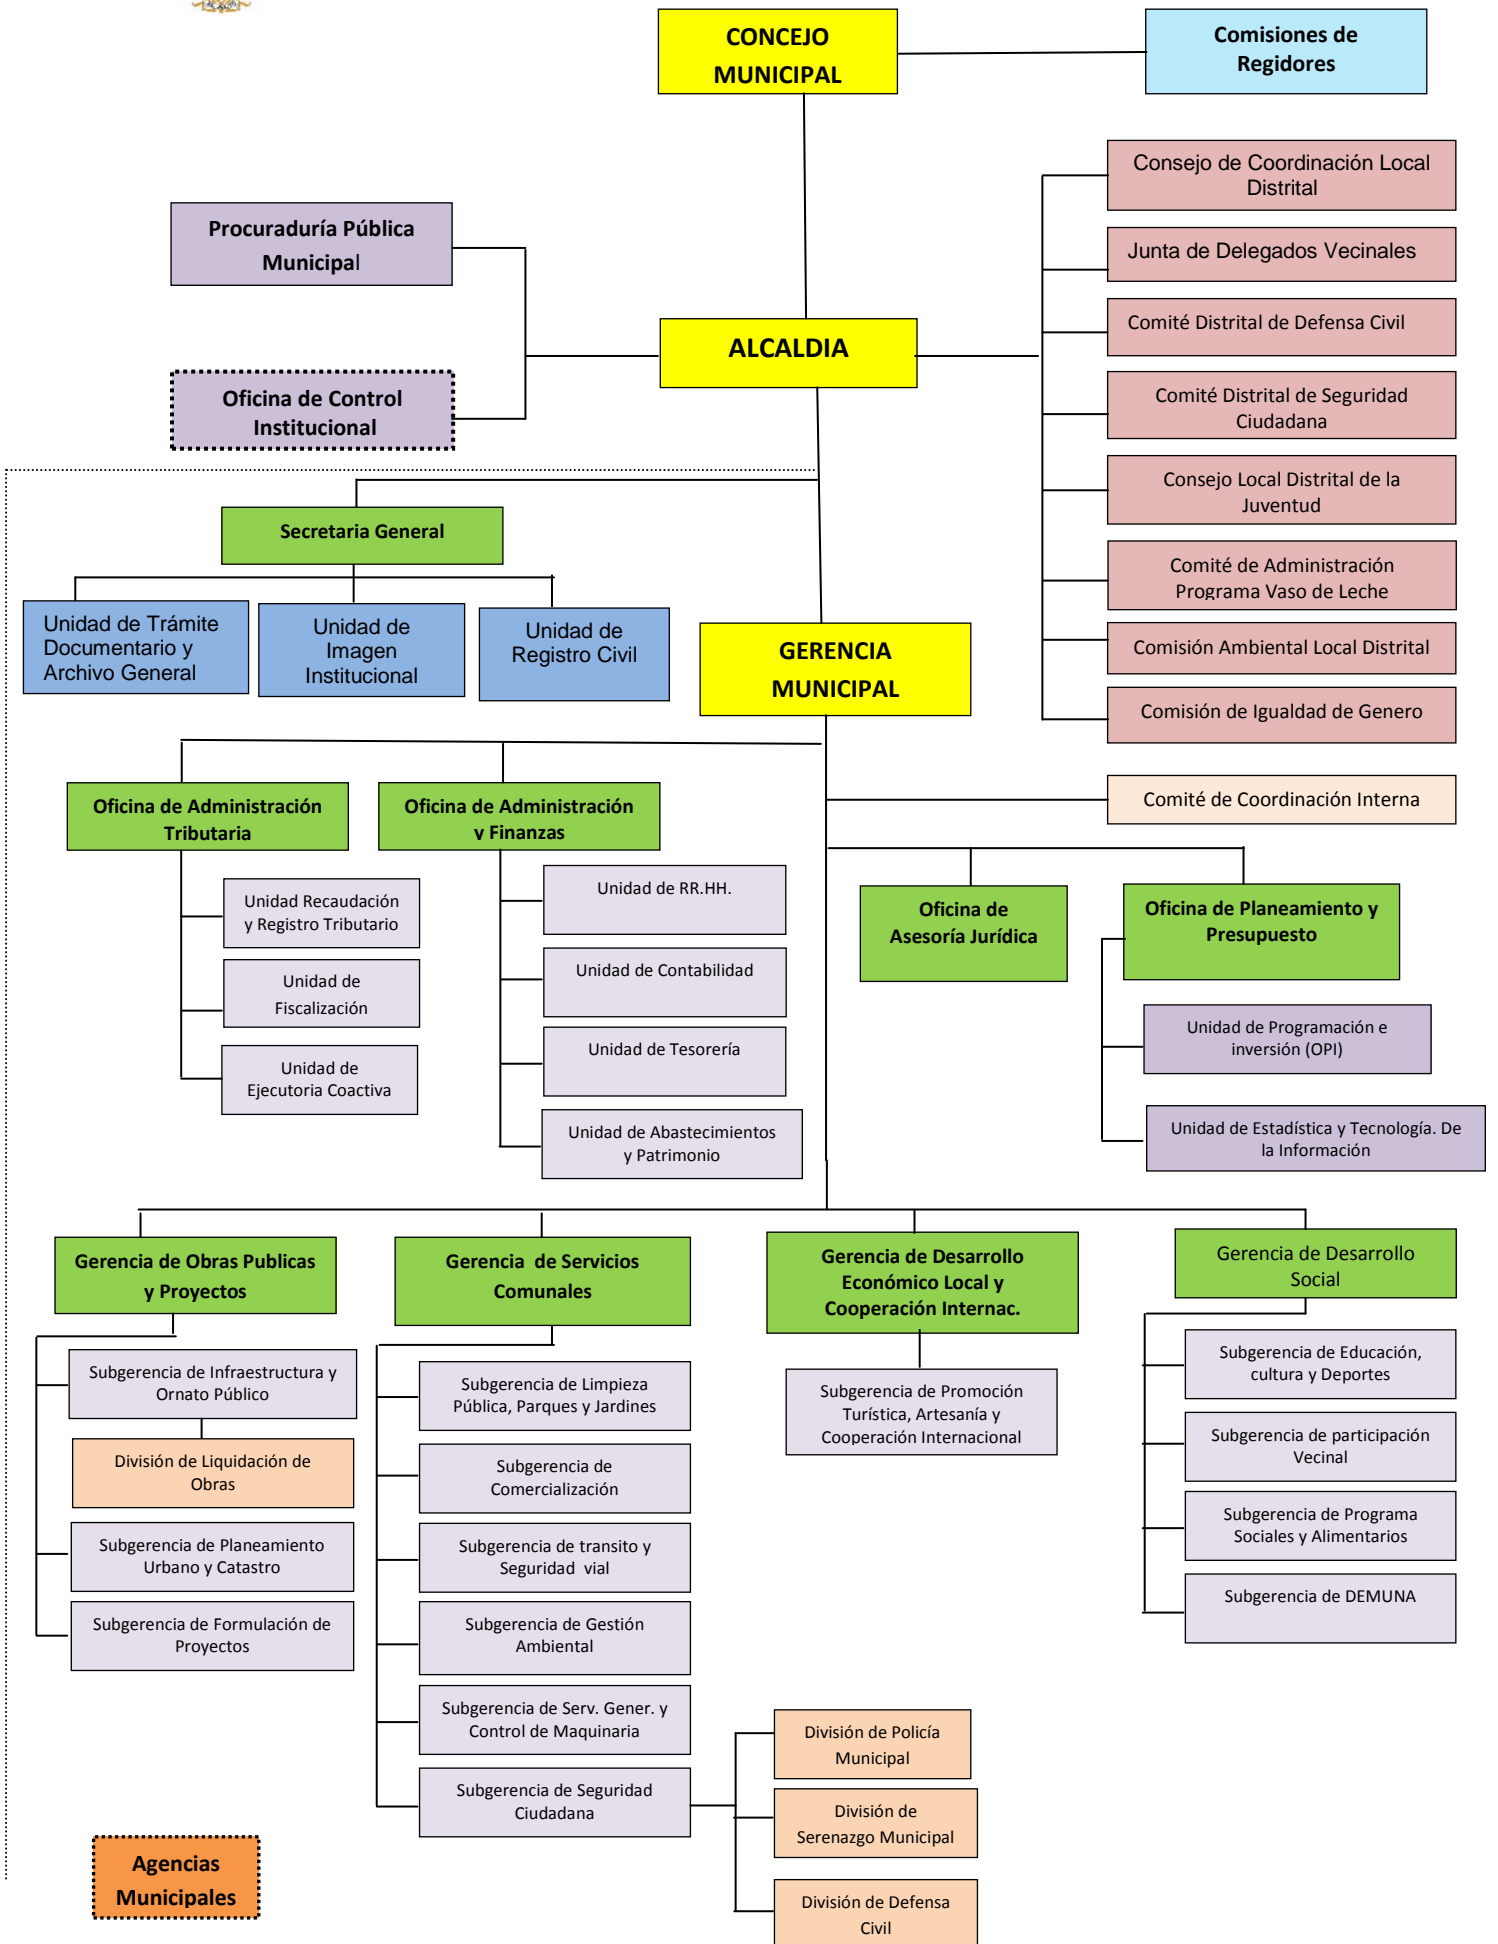 CONCEJO
MUNICIPAL
Comisiones de
Regidores
Consejo de Coordinación Local
Distrital
Junta de Delegados Vecinales
Comité Distrital de Defensa Civil
Comité Distrital de Seguridad
Ciudadana
Consejo Local Distrital de la
Juventud
Comité de Administración
Programa Vaso de Leche
Comisión Ambiental Local Distrital
Comisión de Igualdad de Genero
Procuraduría Pública
Municipal
Oficina de Control
Institucional
ALCALDIA
Secretaria General
Unidad de Trámite
Documentario y
Archivo General
Unidad de
Imagen
Institucional
Unidad de
Registro Civil
GERENCIA
MUNICIPAL
Comité de Coordinación Interna
Oficina de Administración
Tributaria
Unidad Recaudación
y Registro Tributario
Unidad de
Fiscalización
Unidad de
Ejecutoria Coactiva
Oficina de Administración
y Finanzas
Unidad de RR.HH.
Unidad de Contabilidad
Unidad de Tesorería
Unidad de Abastecimientos
y Patrimonio
Oficina de
Asesoría Jurídica
Oficina de Planeamiento y
Presupuesto
Unidad de Programación e
inversión (OPI)
Unidad de Estadística y Tecnología. De
la Información
Gerencia de Obras Publicas
y Proyectos
Subgerencia de Infraestructura y
Ornato Público
División de Liquidación de
Obras
Subgerencia de Planeamiento
Urbano y Catastro
Subgerencia de Formulación de
Proyectos
Gerencia de Servicios
Comunales
Subgerencia de Limpieza
Pública, Parques y Jardines
Subgerencia de
Comercialización
Subgerencia de transito y
Seguridad vial
Subgerencia de Gestión
Ambiental
Subgerencia de Serv. Gener. y
Control de Maquinaria
Subgerencia de Seguridad
Ciudadana
División de Policía
Municipal
División de
Serenazgo Municipal
División de Defensa
Civil
Gerencia de Desarrollo
Económico Local y
Cooperación Internac.
Subgerencia de Promoción
Turística, Artesanía y
Cooperación Internacional
Gerencia de Desarrollo
Social
Subgerencia de Educación,
cultura y Deportes
Subgerencia de participación
Vecinal
Subgerencia de Programa
Sociales y Alimentarios
Subgerencia de DEMUNA
Agencias
Municipales